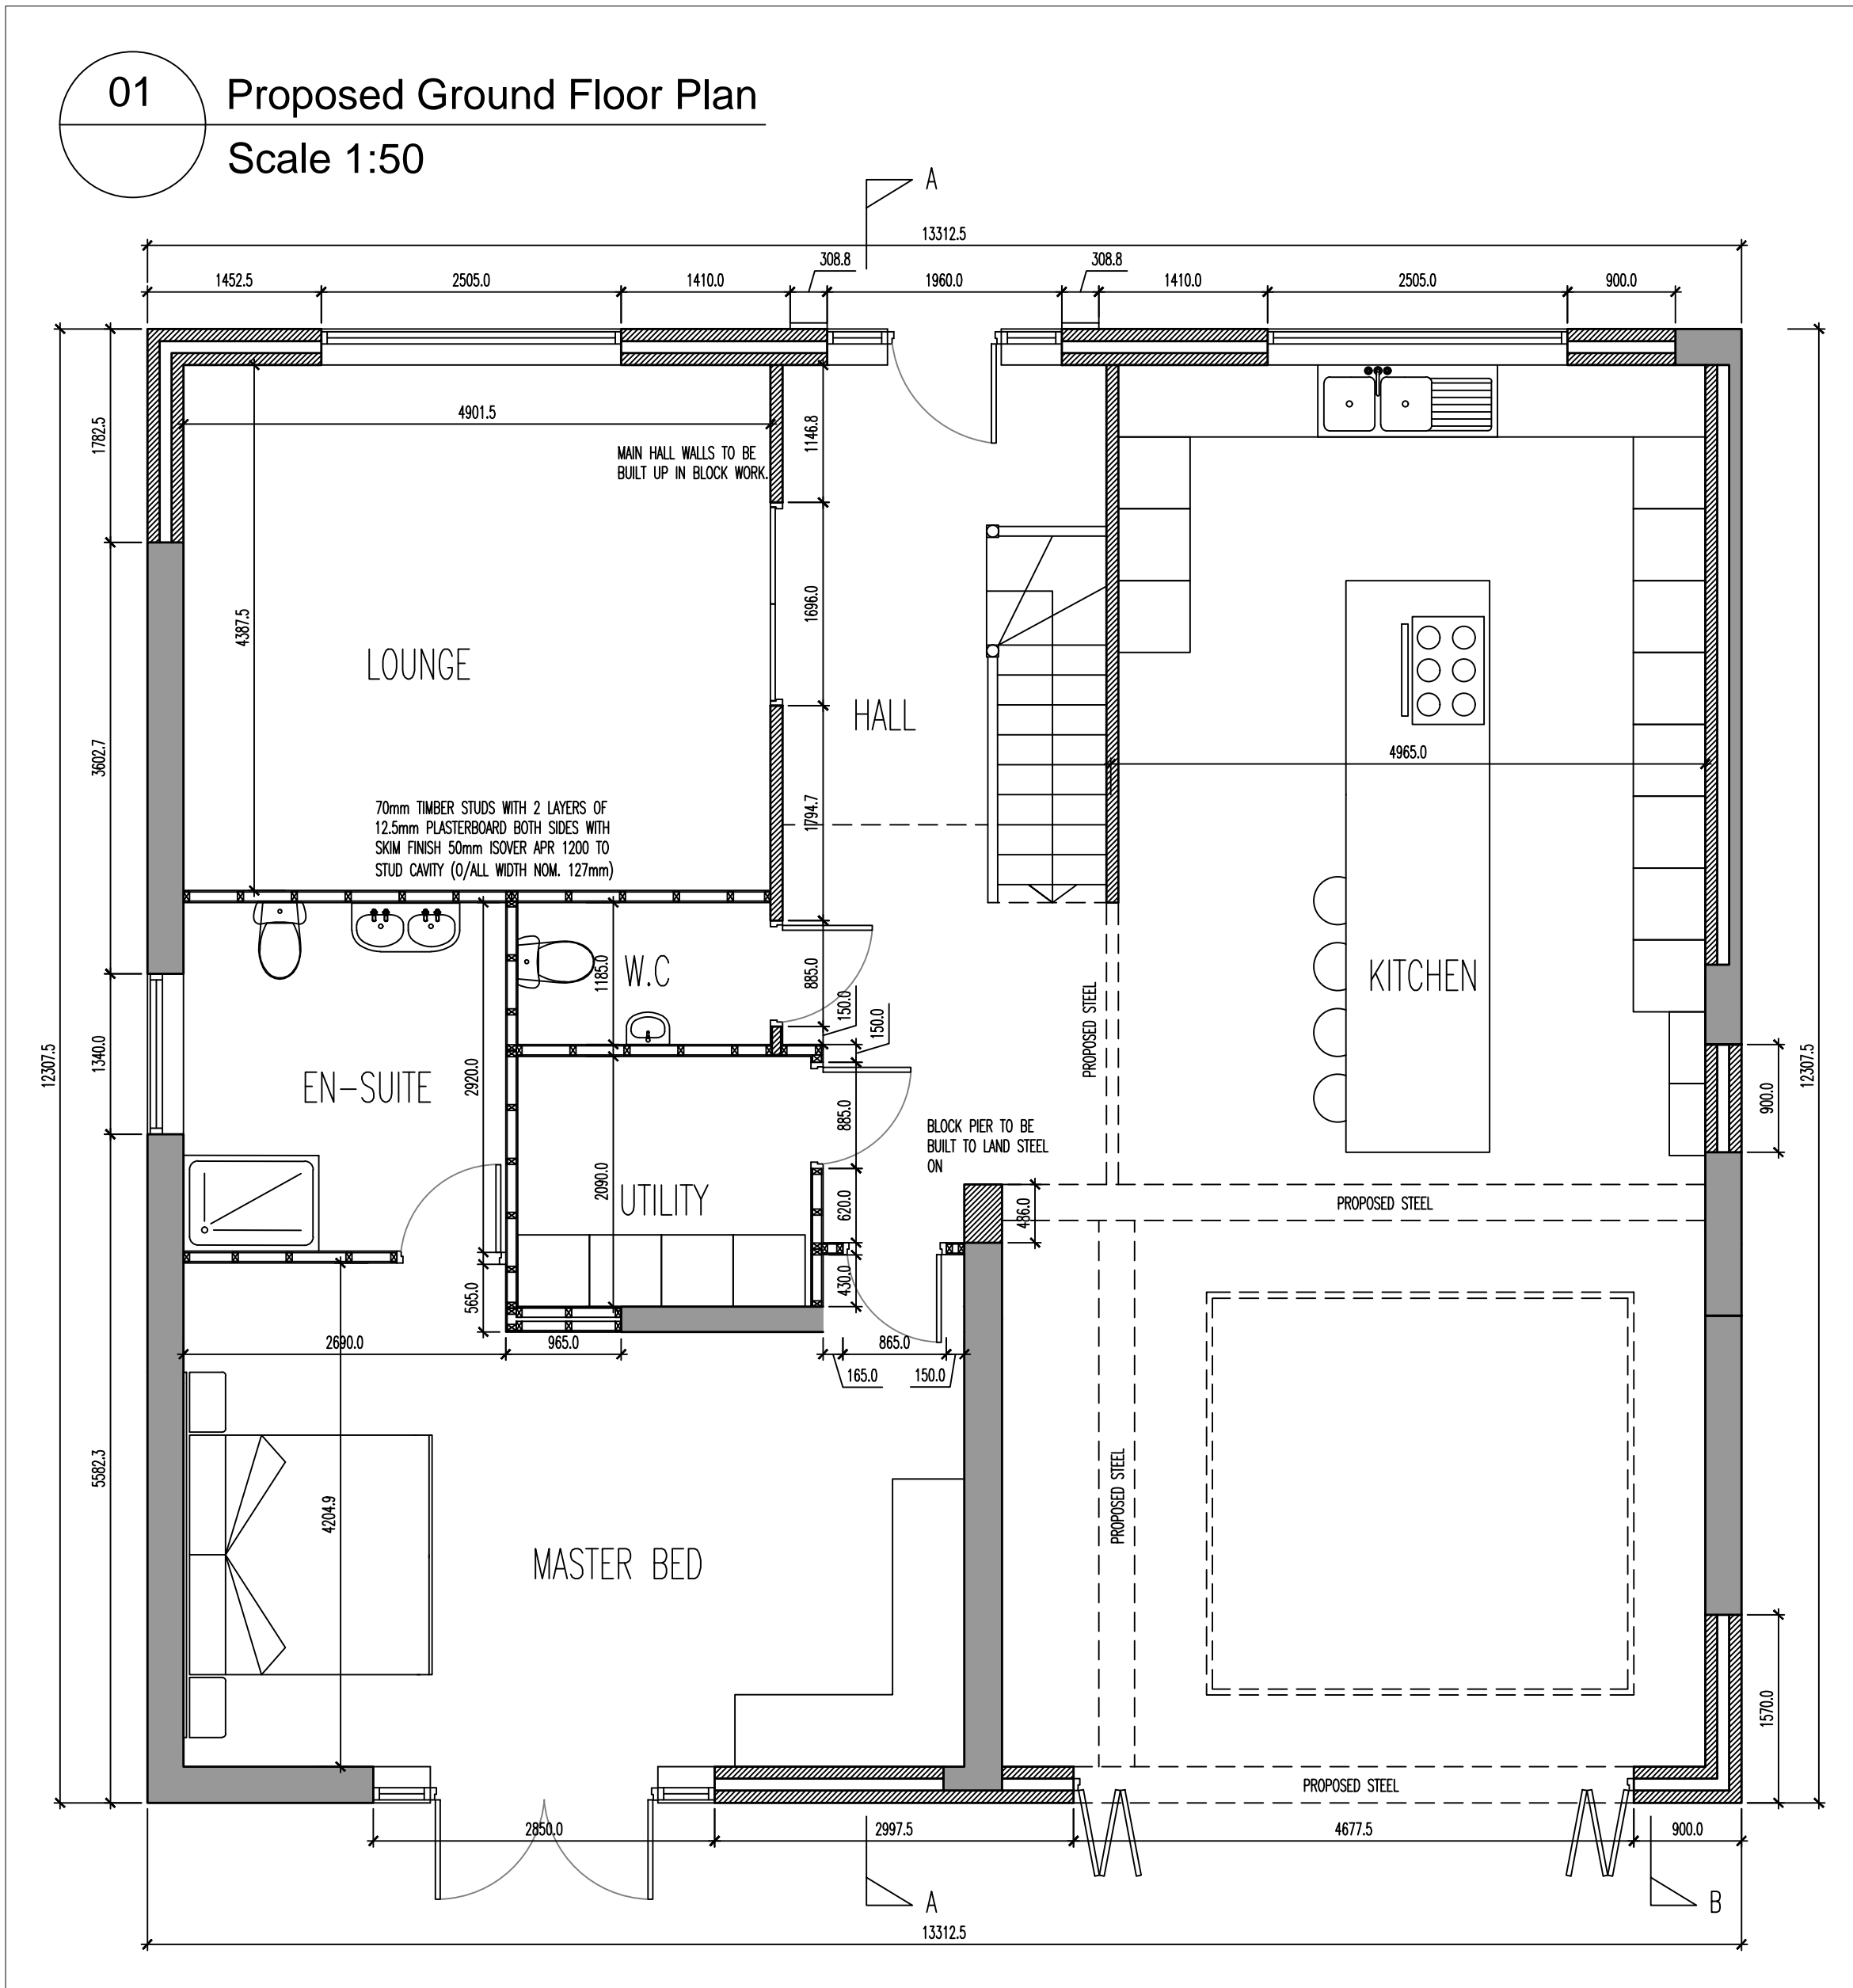 01
Proposed Ground Floor Plan
Scale 1:50
A
13312.5
308.8
308.8
1452.5
2505.0
1410.0
1960.0
1410.0
2505.0
900.0
4901.5
1782.5
1146.8
MAIN HALL WALLS TO BE
BUILT UP IN BLOCK WORK.
4387.5
1696.0
LOUNGE
HALL
3602.7
4965.0
70mm TIMBER STUDS WITH 2 LAYERS OF
12.5mm PLASTERBOARD BOTH SIDES WITH
SKIM FINISH 50mm ISOVER APR 1200 TO
STUD CAVITY (O/ALL WIDTH NOM. 127mm)
1794.7
W.C
1185.0
885.0
150.0
150.0
KITCHEN
PROPOSED STEEL
12307.5
1340.0
2920.0
EN-SUITE
885.0
900.0
12307.5
BLOCK PIER TO BE
BUILT TO LAND STEEL
ON
2090.0
UTILITY
620.0
486.0
PROPOSED STEEL
430.0
565.0
2690.0
965.0
865.0
165.0
150.0
5582.3
4204.9
PROPOSED STEEL
MASTER BED
1570.0
PROPOSED STEEL
2850.0
2997.5
4677.5
900.0
A
B
13312.5